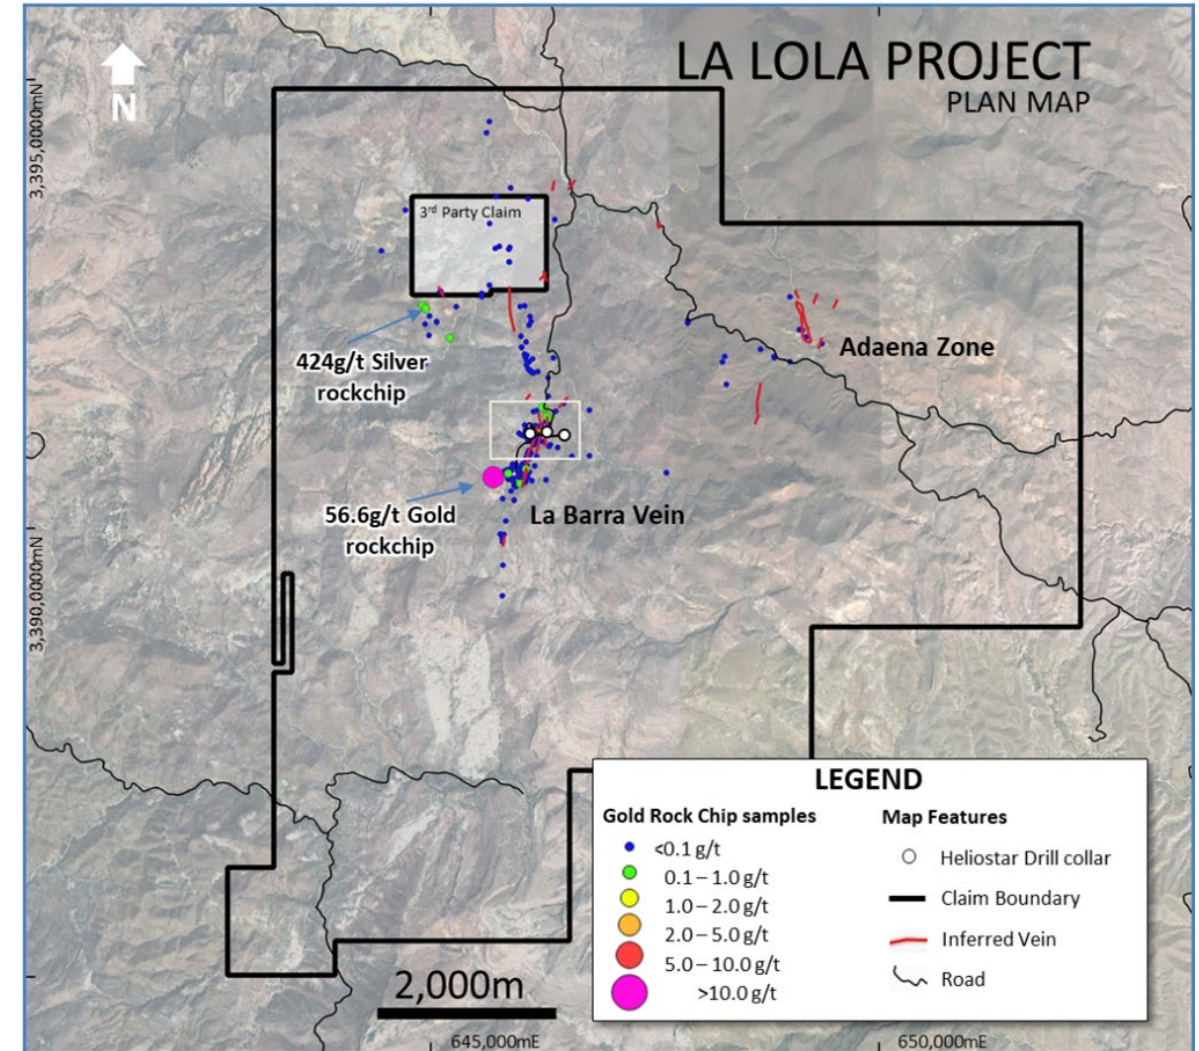 LA LOLA PROJECT
PLAN MAP
N
3,395,0000mN
3rd Party Claim
424g/t Silver
rockchip
Adaena Zone
56.6g/t Gold
rockchip
La Barra Vein
3,390,0000mN
LEGEND
Gold Rock Chip samples
<0.1 g/t
0.1 – 1.0 g/t
1.0 – 2.0 g/t
2.0 – 5.0 g/t
5.0 – 10.0 g/t
>10.0 g/t
Map Features
Heliostar Drill collar
Claim Boundary
Inferred Vein
Road
2,000m
645,000mE
650,000mE